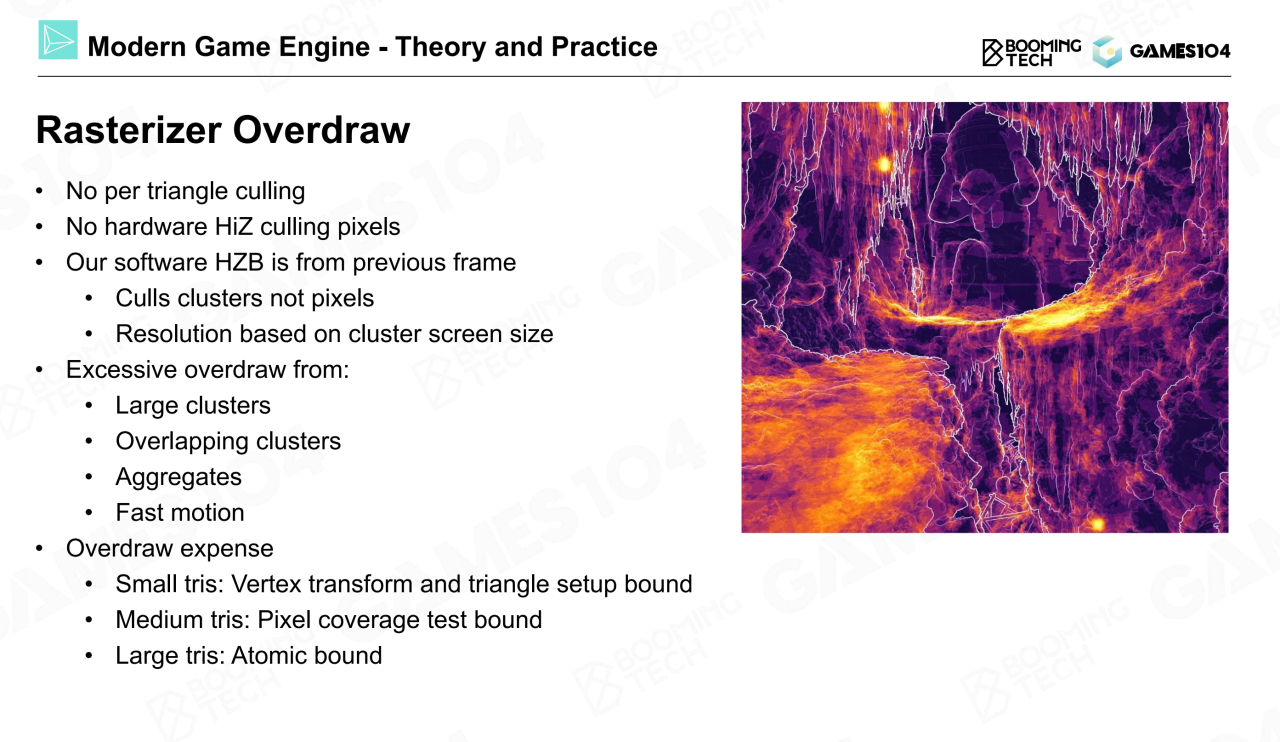 Modern Game Engine - Theory and Practice
BOOMING
TECH
GAMES104
Rasterizer Overdraw
• No per triangle culling
• No hardware HiZ culling pixels
• Our software HZB is from previous frame
• Culls clusters not pixels
• Resolution based on cluster screen size
• Excessive overdraw from:
• Large clusters
• Overlapping clusters
• Aggregates
• Fast motion
• Overdraw expense
• Small tris: Vertex transform and triangle setup bound
• Medium tris: Pixel coverage test bound
• Large tris: Atomic bound